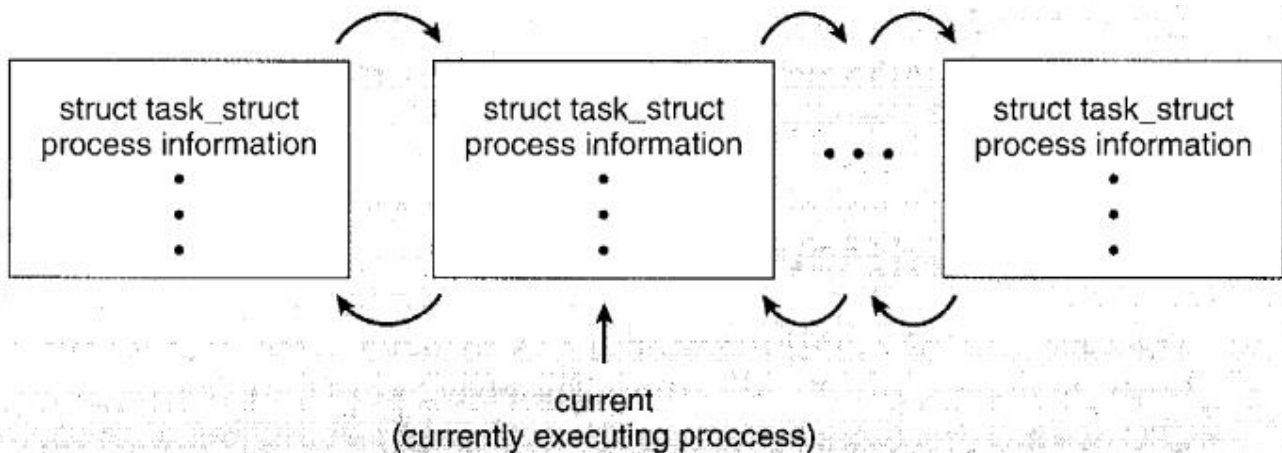 struct task_struct
process information
struct task_struct
process information
struct task_struct
process information
current
(currently executing proccess)